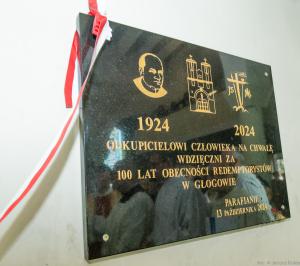 1924 2024
ODKUPICIELOWI CZŁOWIEKA NA CHWAŁĘ
WDZIĘCZNI ZA
100 LAT OBECNOŚCI REDEMPTORYSTÓW
W GŁOGOWIE
PARAFIANIE
13 PAŹDZIERNIKA 2024